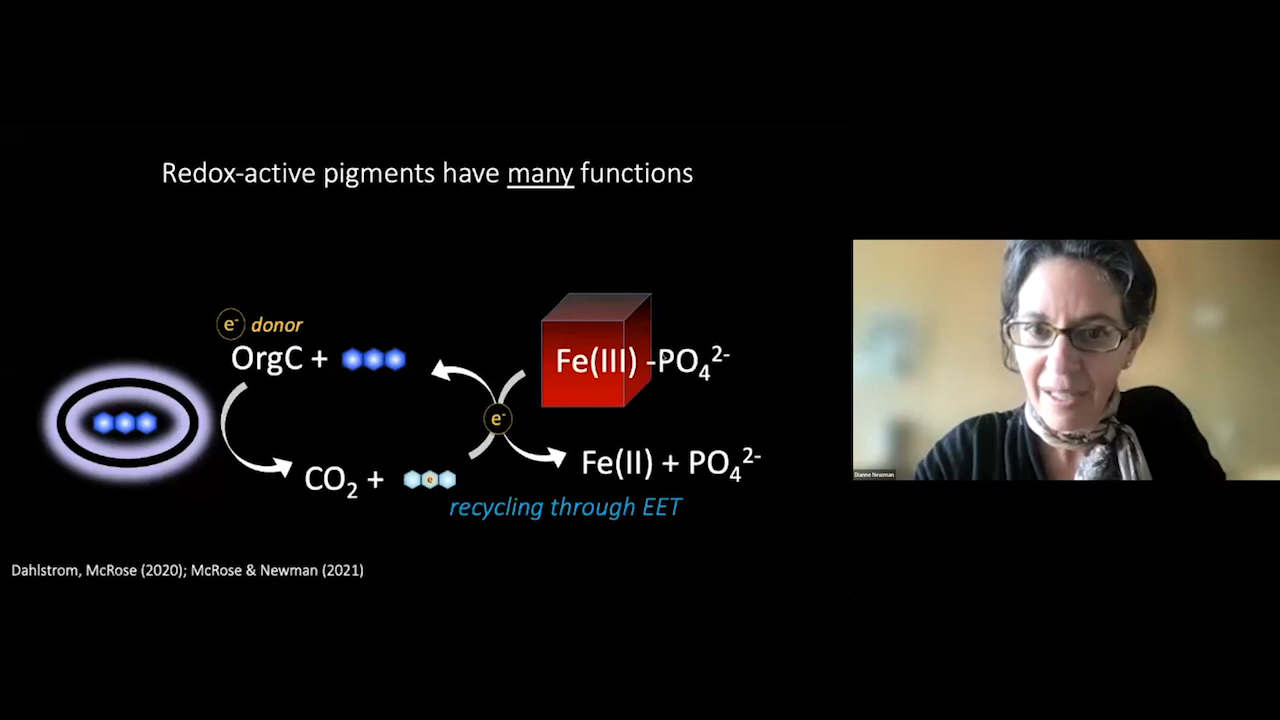 Redox-active pigments have many functions
e- donor
OrgC +
Fe(III) -PO₄²⁻
e-
CO₂ + e
Fe(II) + PO₄²⁻
recycling through EET
Dahlstrom, McRose (2020); McRose & Newman (2021)
Dianne Newman